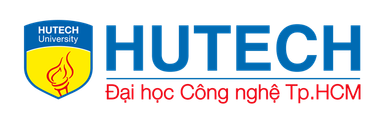 HUTECH
University
HUTECH
Đại học Công nghệ Tp.HCM